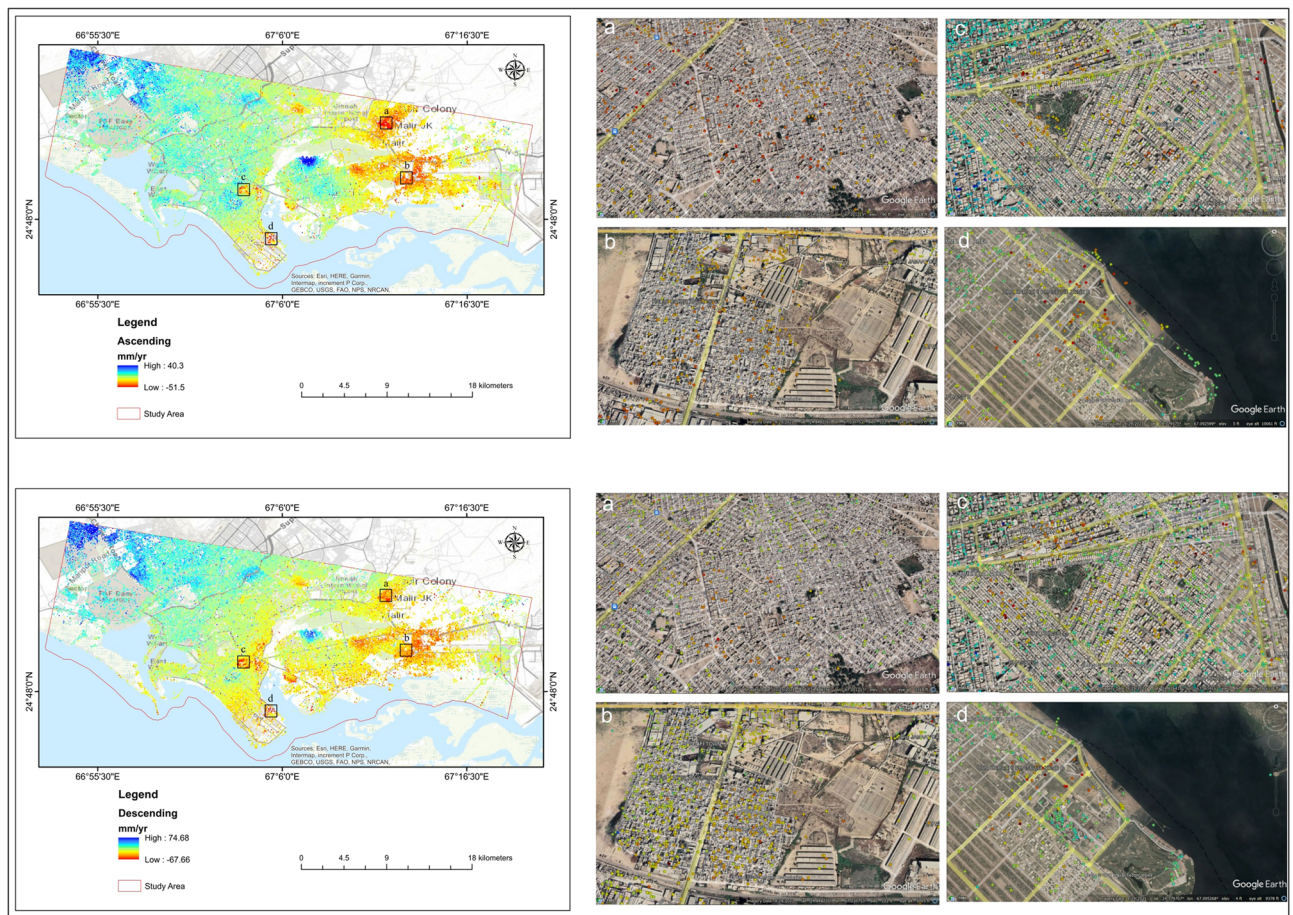 66°55'30"E 67°6'0"E 67°16'30"E
N
W E
S
a
Colony
Malir-JK
Malir
b
c
d
24°48'0"N
24°48'0"N
66°55'30"E 67°6'0"E 67°16'30"E
Sources: Esri, HERE, Garmin,
Intermap, increment P Corp.,
GEBCO, USGS, FAO, NPS, NRCAN,
Legend
Ascending
mm/yr
High : 40.3
Low : -51.5
Study Area
0 4.5 9 18 kilometers
a
Google Earth
c
Google Earth
b
Google Earth
d
Google Earth
66°55'30"E 67°6'0"E 67°16'30"E
N
W E
S
a
Colony
Malir-JK
b
c
d
24°48'0"N
24°48'0"N
66°55'30"E 67°6'0"E 67°16'30"E
Sources: Esri, HERE, Garmin,
Intermap, increment P Corp.,
GEBCO, USGS, FAO, NPS, NRCAN,
Legend
Descending
mm/yr
High : 74.68
Low : -67.66
Study Area
0 4.5 9 18 kilometers
a
Google Earth
c
Google Earth
b
Google Earth
d
Google Earth